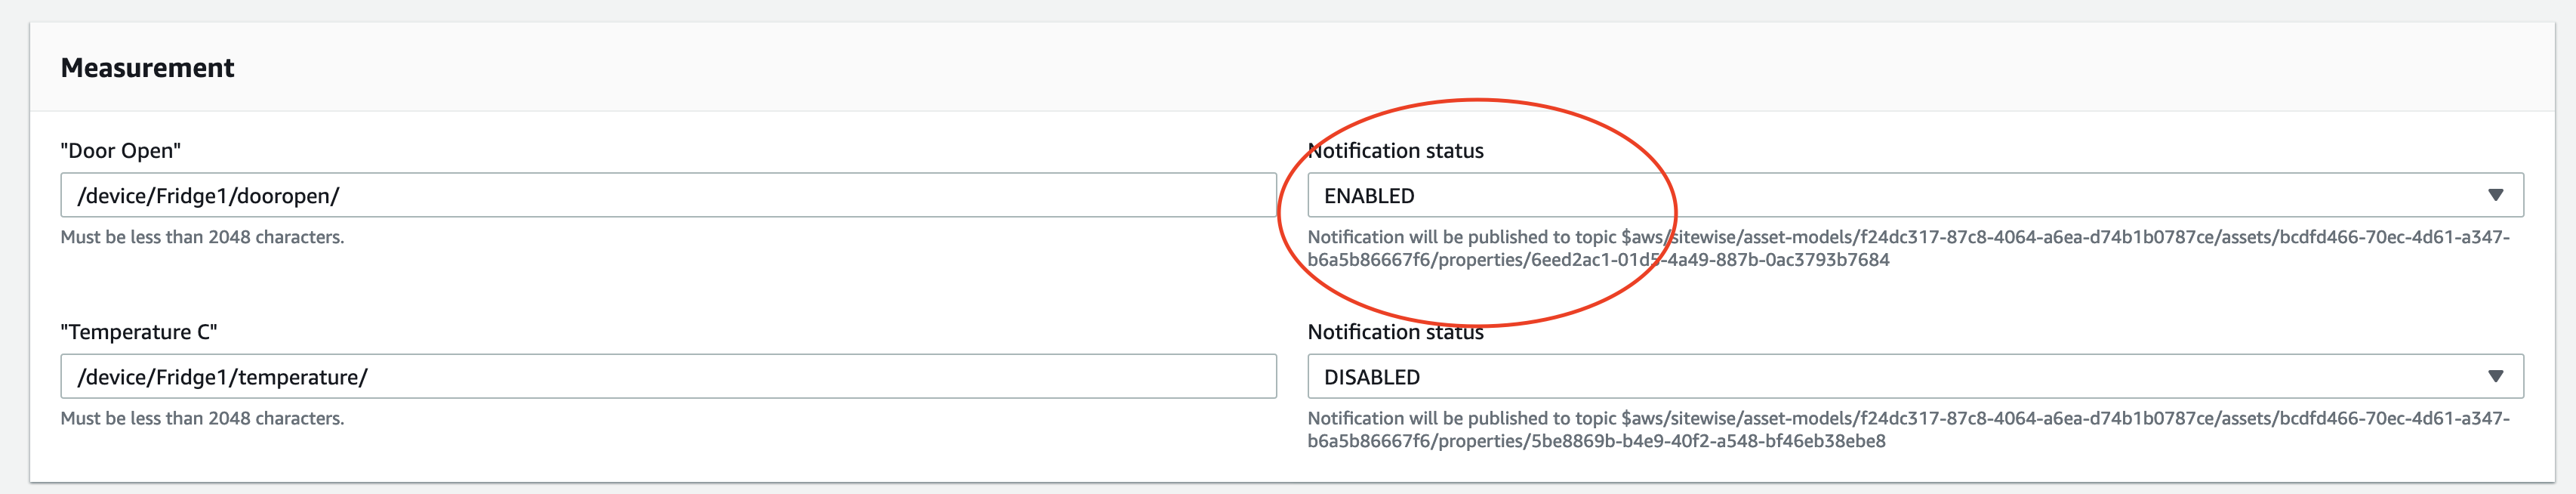 Measurement
"Door Open"
Notification status
/device/Fridge1/dooropen/
ENABLED
Must be less than 2048 characters.
Notification will be published to topic $aws/sitewise/asset-models/f24dc317-87c8-4064-a6ea-d74b1b0787ce/assets/bcdfd466-70ec-4d61-a347-
b6a5b86667f6/properties/6eed2ac1-01d5-4a49-887b-0ac3793b7684
"Temperature C"
Notification status
/device/Fridge1/temperature/
DISABLED
Must be less than 2048 characters.
Notification will be published to topic $aws/sitewise/asset-models/f24dc317-87c8-4064-a6ea-d74b1b0787ce/assets/bcdfd466-70ec-4d61-a347-
b6a5b86667f6/properties/5be8869b-b4e9-40f2-a548-bf46eb38ebe8